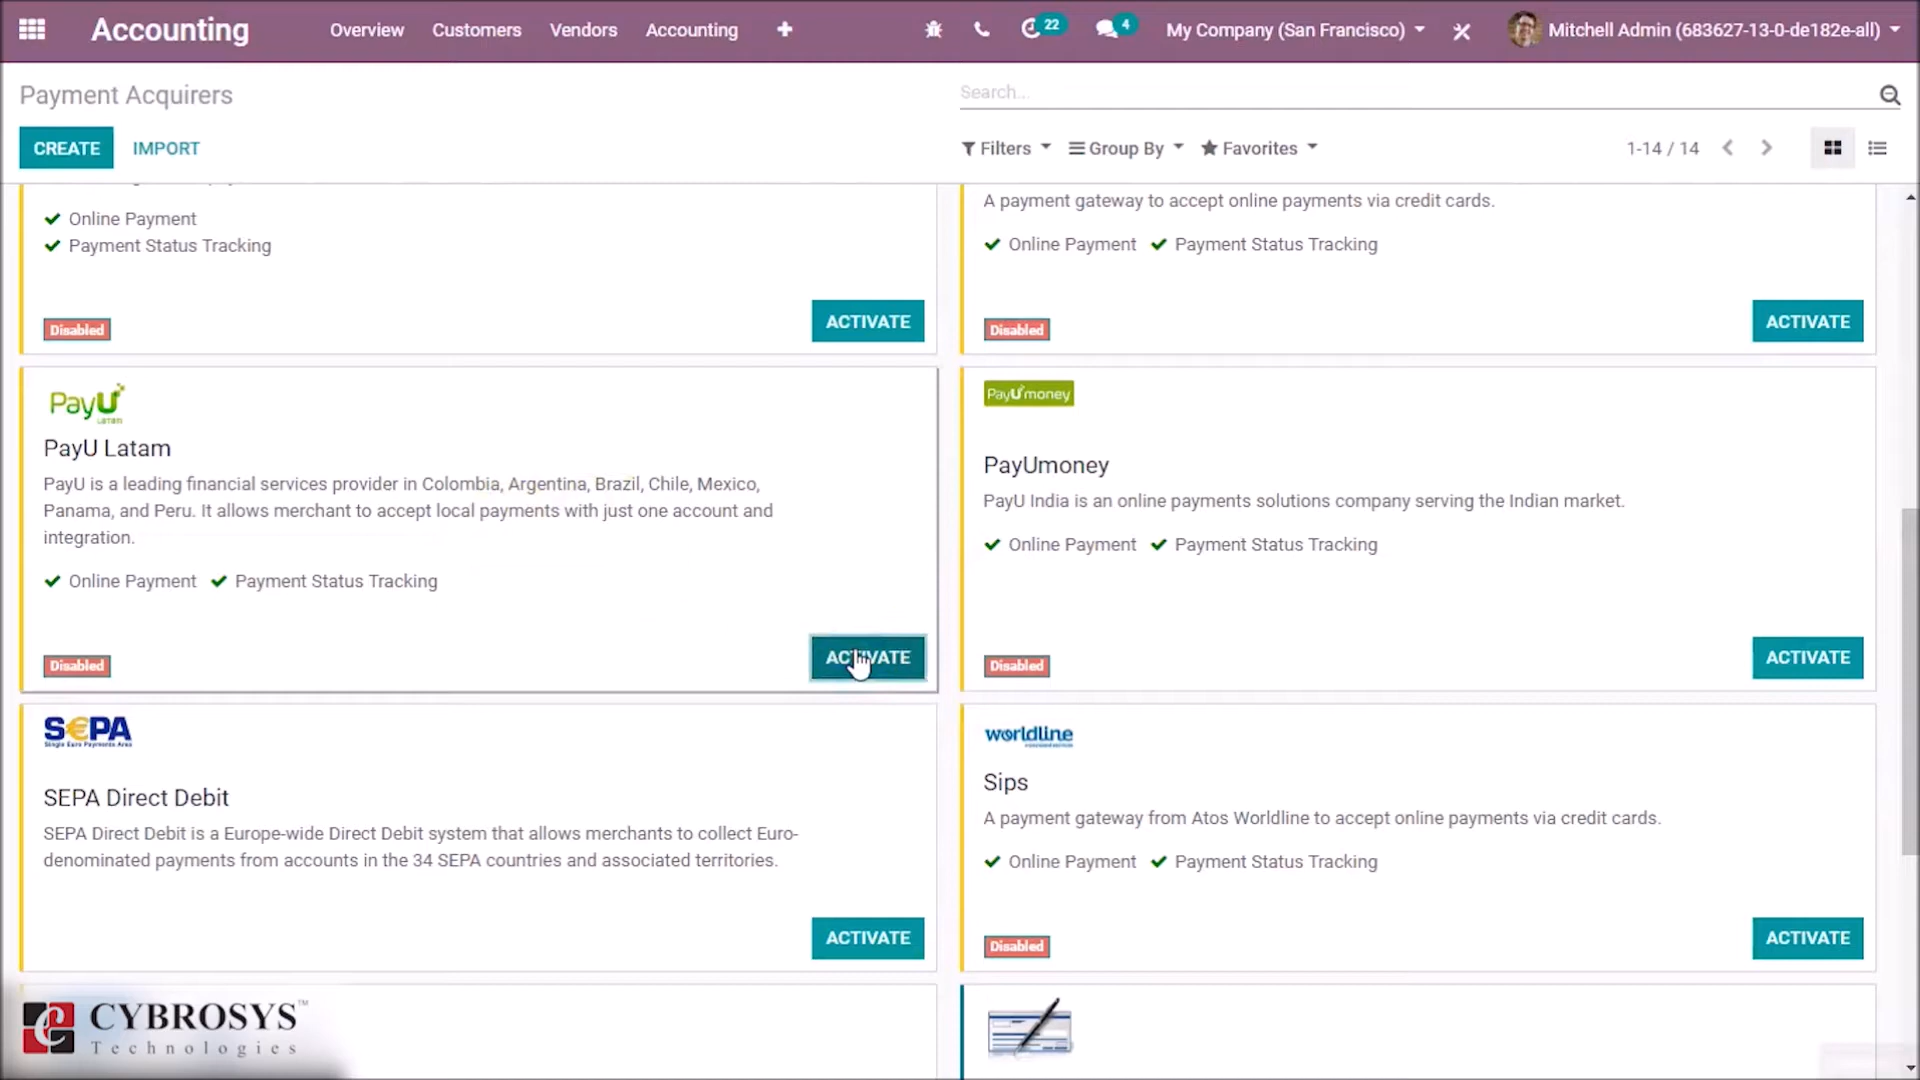 Accounting Overview Customers Vendors Accounting 22 4 My Company (San Francisco) Mitchell Admin (683627-13-0-de182e-all)
Payment Acquirers Search...
CREATE IMPORT Filters Group By Favorites 1-14 / 14
Online Payment
Payment Status Tracking
Disabled ACTIVATE
A payment gateway to accept online payments via credit cards.
Online Payment Payment Status Tracking
Disabled ACTIVATE
PayU LATAM
PayU Latam
PayU is a leading financial services provider in Colombia, Argentina, Brazil, Chile, Mexico,
Panama, and Peru. It allows merchant to accept local payments with just one account and
integration.
Online Payment Payment Status Tracking
Disabled ACTIVATE
PayUmoney
PayUmoney
PayU India is an online payments solutions company serving the Indian market.
Online Payment Payment Status Tracking
Disabled ACTIVATE
S€PA
Single Euro Payments Area
SEPA Direct Debit
SEPA Direct Debit is a Europe-wide Direct Debit system that allows merchants to collect Euro-
denominated payments from accounts in the 34 SEPA countries and associated territories.
ACTIVATE
worldline
Sips
A payment gateway from Atos Worldline to accept online payments via credit cards.
Online Payment Payment Status Tracking
Disabled ACTIVATE
CYBROSYS™
Technologies